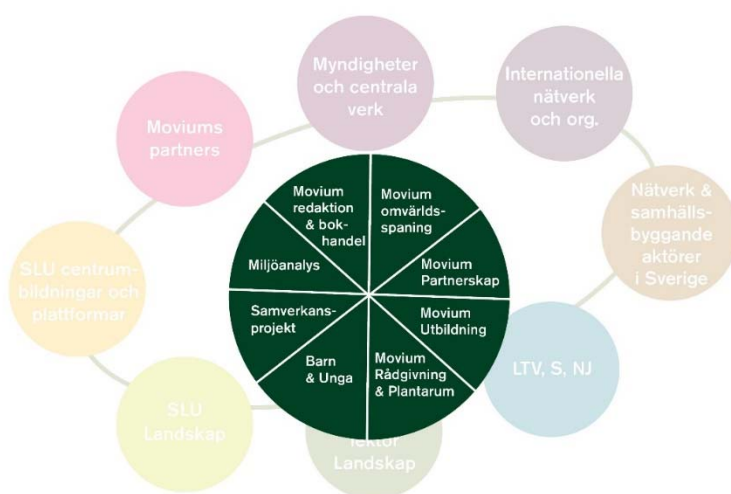 Myndigheter
och centrala
verk
Internationella
nätverk
och org.
Moviums
partners
Nätverk &
samhälls-
byggande
aktörer
i Sverige
SLU centrum-
bildningar och
plattformar
Movium
redaktion
& bok-
handel
Movium
omvärlds-
spaning
Miljöanalys
Movium
Partnerskap
Samverkans-
projekt
Movium
Utbildning
Barn
& Unga
Movium
Rådgivning
& Plantarum
LTV, S, NJ
SLU
Landskap
Landskap